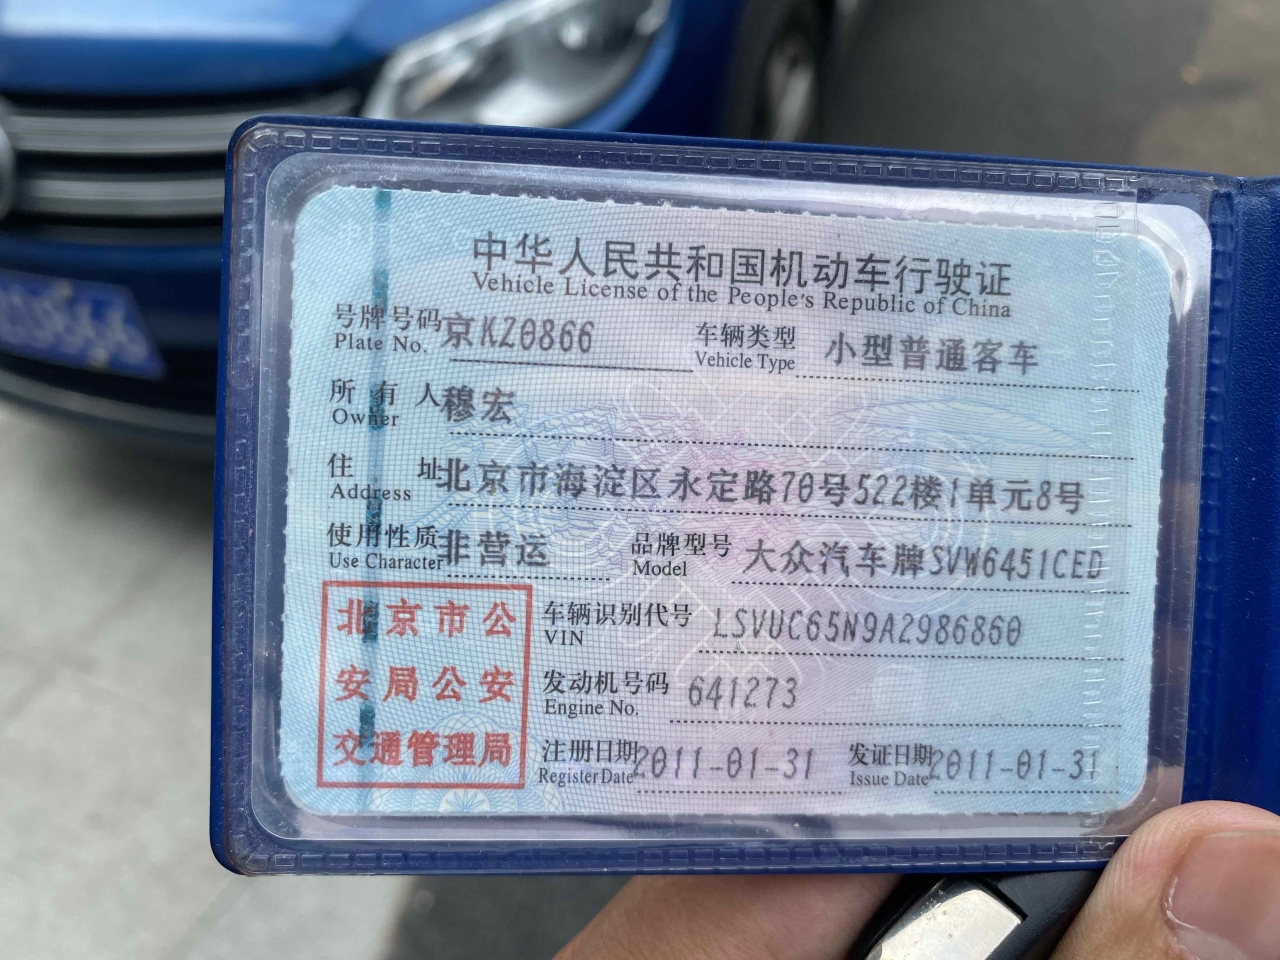 中华人民共和国机动车行驶证
Vehicle License of the People's Republic of China
号牌号码 京KZ0866 车辆类型 小型普通客车
Plate No. Vehicle Type
所有人 穆宏
Owner
住址 北京市海淀区永定路70号522楼1单元8号
Address
使用性质 非营运 品牌型号 大众汽车牌SVW6451CED
Use Character Model
北京市公安局公安交通管理局
车辆识别代号 LSVUC65N9A2986860
VIN
发动机号码 641273
Engine No.
注册日期 2011-01-31 发证日期 2011-01-31
Register Date Issue Date